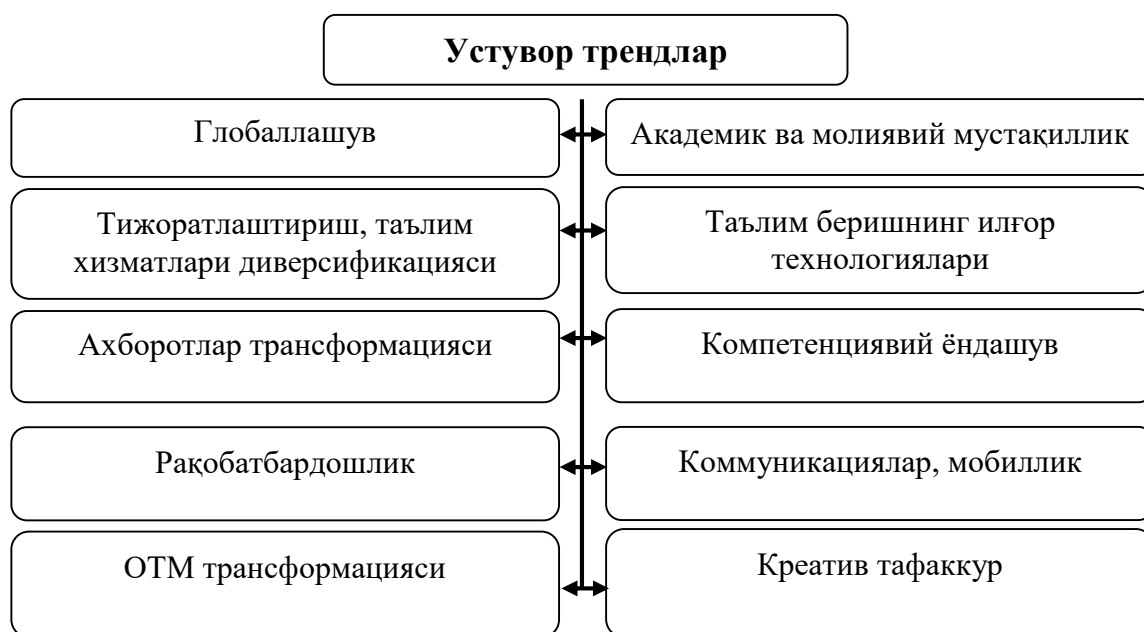 Устувор трендлар
Глобаллашув
Академик ва молиявий мустақиллик
Тижоратлаштириш, таълим
хизматлари диверсификацияси
Таълим беришнинг илғор
технологиялари
Ахборотлар трансформацияси
Компетенциявий ёндашув
Рақобатбардошлик
Коммуникациялар, мобиллик
ОТМ трансформацияси
Креатив тафаккур